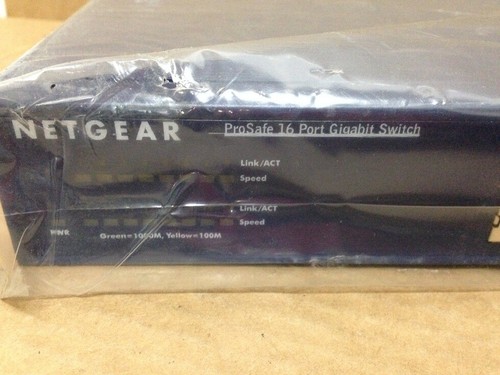 NETGEAR ProSafe 16 Port Gigabit Switch
Link/ACT
Speed
Link/ACT
Speed
PWR Green=1000M, Yellow=100M